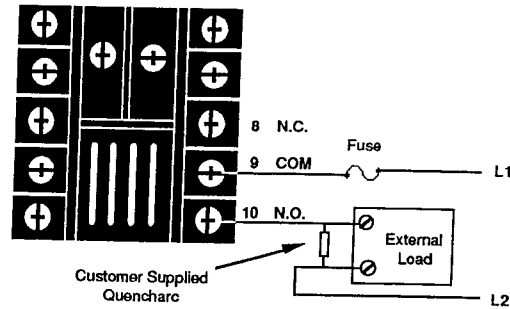 8 N.C.
Fuse
9 COM
L1
10 N.O.
External
Load
Customer Supplied
Quencharc
L2